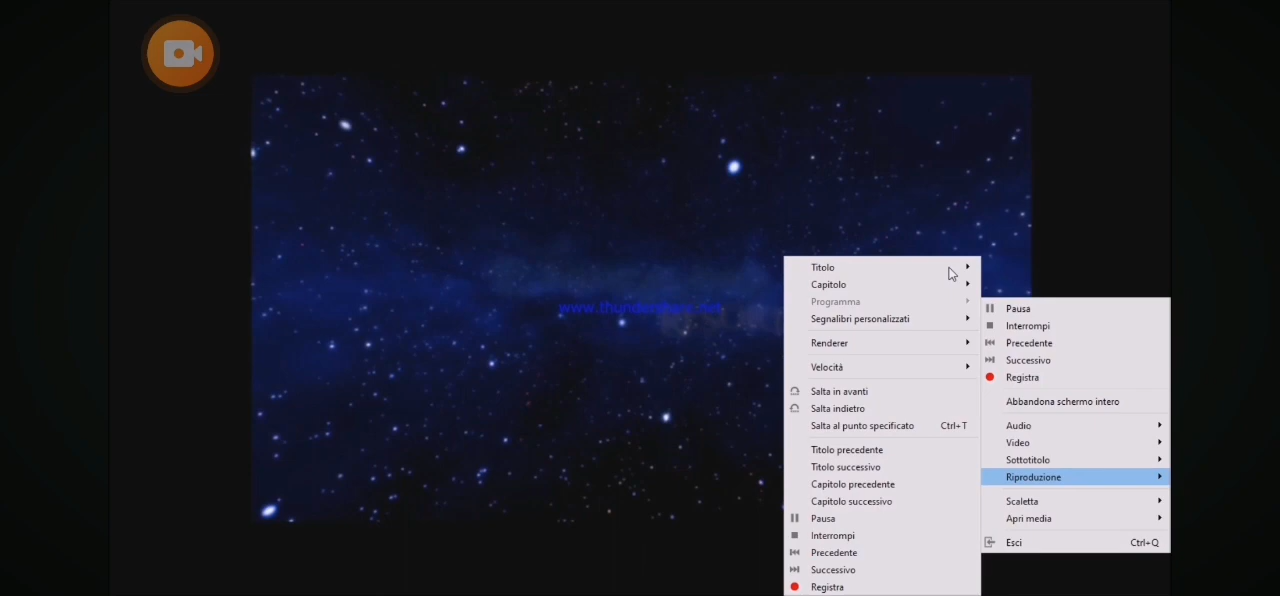 Titolo
Capitolo
Programma
Segnalibri personalizzati
Renderer
Velocità
Salta in avanti
Salta indietro
Salta al punto specificato Ctrl+T
Titolo precedente
Titolo successivo
Capitolo precedente
Capitolo successivo
Pausa
Interrompi
Precedente
Successivo
Registra
Pausa
Interrompi
Precedente
Successivo
Registra
Abbandona schermo intero
Audio
Video
Sottotitolo
Riproduzione
Scaletta
Apri media
Esci Ctrl+Q